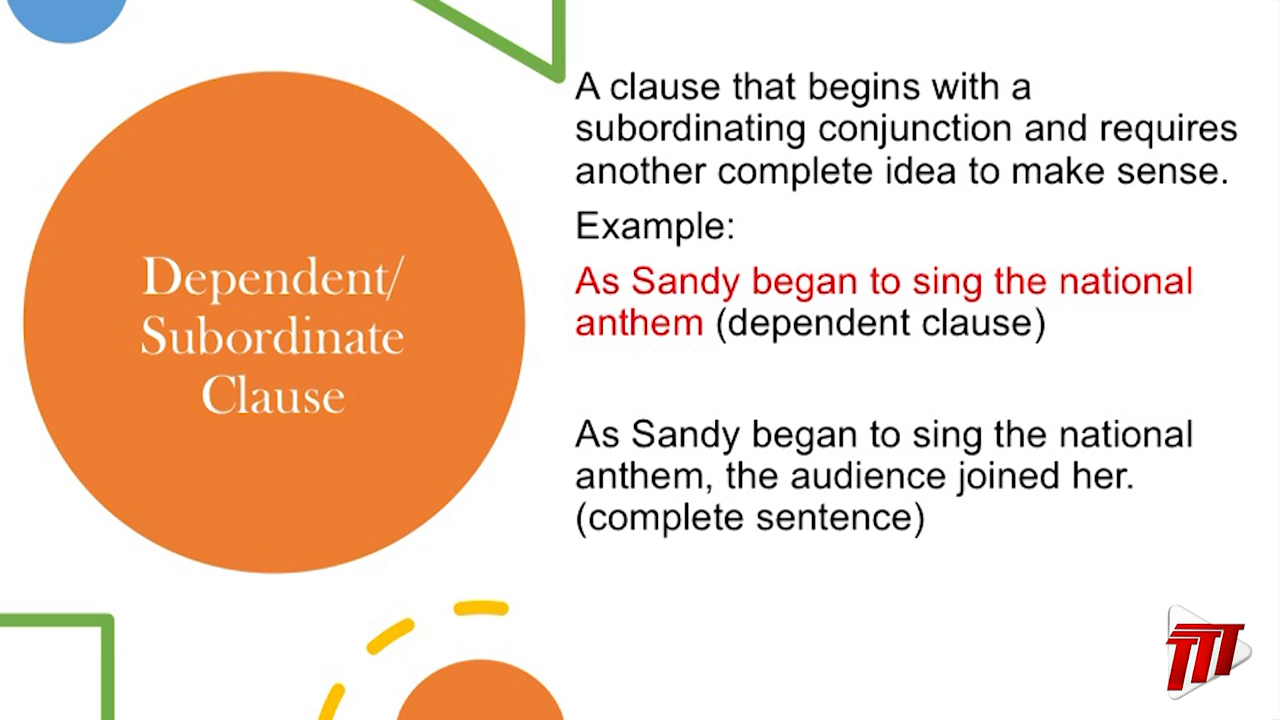 Dependent/
Subordinate
Clause
A clause that begins with a
subordinating conjunction and requires
another complete idea to make sense.
Example:
As Sandy began to sing the national
anthem (dependent clause)
As Sandy began to sing the national
anthem, the audience joined her.
(complete sentence)
TTT